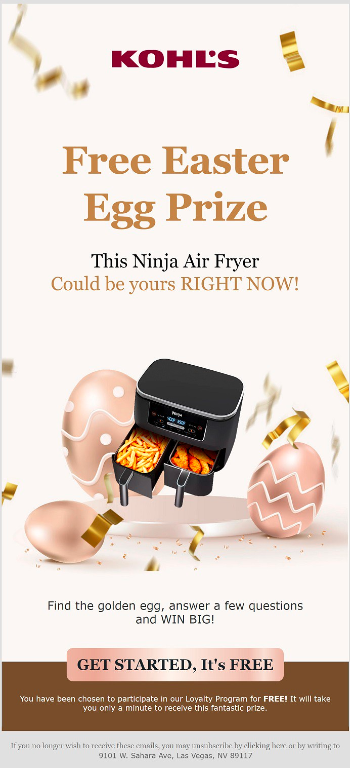 KOHL'S
Free Easter
Egg Prize
This Ninja Air Fryer
Could be yours RIGHT NOW!
Find the golden egg, answer a few questions
and WIN BIG!
GET STARTED, It's FREE
You have been chosen to participate in our Loyalty Program for FREE! It will take
you only a minute to receive this fantastic prize.
If you no longer wish to receive these emails, you may unsubscribe by clicking here or by writing to
9101 W. Sahara Ave, Las Vegas, NV 89117